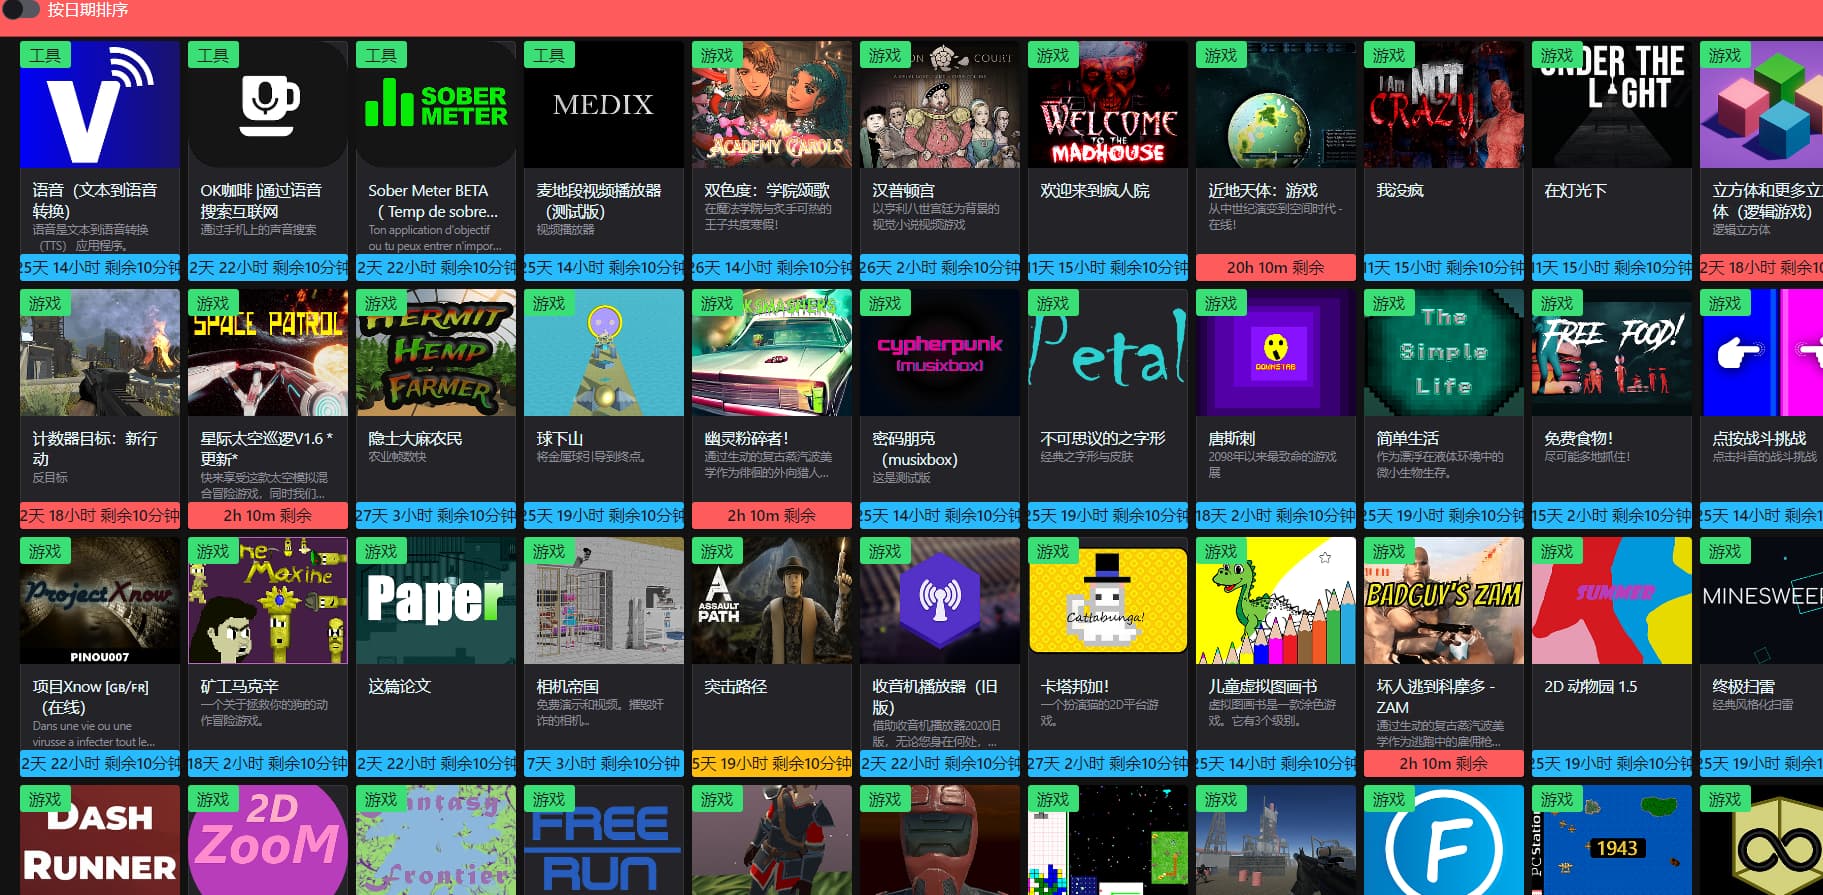 按日期排序
工具
工具
工具
工具
游戏
游戏
游戏
游戏
游戏
游戏
游戏
V
SOBER
METER
MEDIX
ACADEMY CAROLS
COURT
WELCOME
TO THE
MADHOUSE
I Am NOT
CRAZY
UNDER THE
LIGHT
语音（文本到语音
转换）
语音是文本到语音转换
（TTS） 应用程序。
OK咖啡 |通过语音
搜索互联网
通过手机上的声音搜索
Sober Meter BETA
（ Temp de sobre...
Ton application d'objectif
ou tu peux entrer n'impor...
麦地段视频播放器
（测试版）
视频播放器
双色度：学院颂歌
在魔法学院与炙手可热的
王子共度寒假！
汉普顿宫
以亨利八世宫廷为背景的
视觉小说视频游戏
欢迎来到疯人院
近地天体：游戏
从中世纪演变到空间时代 -
在线!
我没疯
在灯光下
立方体和更多立
体（逻辑游戏）
逻辑立方体
25天 14小时 剩余10分钟
2天 22小时 剩余10分钟
2天 22小时 剩余10分钟
25天 14小时 剩余10分钟
26天 14小时 剩余10分钟
26天 2小时 剩余10分钟
11天 15小时 剩余10分钟
20h 10m 剩余
11天 15小时 剩余10分钟
11天 15小时 剩余10分钟
2天 18小时 剩余1
游戏
游戏
游戏
游戏
游戏
游戏
游戏
游戏
游戏
游戏
游戏
SPACE PATROL
HERMIT
HEMP
FARMER
cypherpunk
(musixbox)
Petal
DOWNSTAB
The
Simple
Life
FREE FOOD!
计数器目标：新行
动
反目标
星际太空巡逻V1.6 *
更新*
快来享受这款太空模拟混
合冒险游戏，同时我们...
隐士大麻农民
农业帧数快
球下山
将金属球引导到终点。
幽灵粉碎者！
通过生动的复古蒸汽波美
学作为徘徊的外向猎人...
密码朋克
（musixbox）
这是测试版
不可思议的之字形
经典之字形与皮肤
唐斯刺
2098年以来最致命的游戏
展
简单生活
作为漂浮在液体环境中的
微小生物生存。
免费食物！
尽可能多地抓住！
点按战斗挑战
点击抖音的战斗挑战
2天 18小时 剩余10分钟
2h 10m 剩余
27天 3小时 剩余10分钟
25天 19小时 剩余10分钟
2h 10m 剩余
25天 14小时 剩余10分钟
25天 19小时 剩余10分钟
18天 2小时 剩余10分钟
25天 19小时 剩余10分钟
15天 2小时 剩余10分钟
25天 14小时 剩余1
游戏
游戏
游戏
游戏
游戏
游戏
游戏
游戏
游戏
游戏
游戏
ProjectXnow
PINOU007
Maxine
Paper
ASSAULT
PATH
Cattabunga!
BADGUY'S ZAM
SUMMER
MINESWEEP
项目Xnow [GB/FR]
（在线）
Dans une vie ou une
virusse a infecter tout le...
矿工马克辛
一个关于拯救你的狗的动
作冒险游戏。
这篇论文
相机帝国
免费演示和视频。摧毁奸
诈的相机...
突击路径
收音机播放器（旧
版）
借助收音机播放器2020旧
版，无论您身在何处，...
卡塔邦加！
一个扮演猫的2D平台游
戏。
儿童虚拟图画书
虚拟图画书是一款涂色游
戏。它有3个级别。
坏人逃到科摩多 -
ZAM
通过生动的复古蒸汽波美
学作为逃跑中的雇佣枪...
2D 动物园 1.5
终极扫雷
经典风格化扫雷
2天 22小时 剩余10分钟
18天 2小时 剩余10分钟
2天 22小时 剩余10分钟
7天 3小时 剩余10分钟
5天 19小时 剩余10分钟
2天 22小时 剩余10分钟
27天 2小时 剩余10分钟
25天 14小时 剩余10分钟
2h 10m 剩余
25天 19小时 剩余10分钟
25天 19小时 剩余1
游戏
游戏
游戏
游戏
游戏
游戏
游戏
游戏
游戏
游戏
游戏
DASH
RUNNER
2D
ZOOM
Fantasy
Frontier
FREE
RUN
F
PC Station
1943